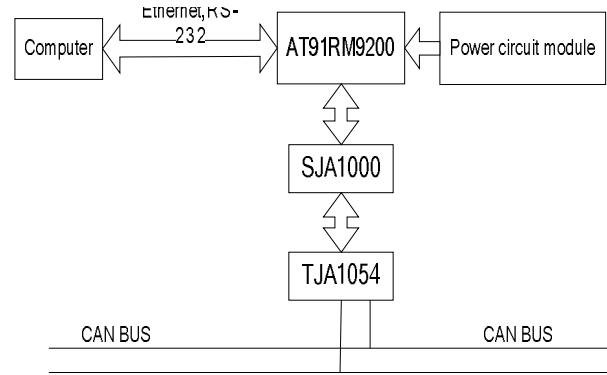 Ethernet,RS-
232
Computer
AT91RM9200
Power circuit module
SJA1000
TJA1054
CAN BUS
CAN BUS